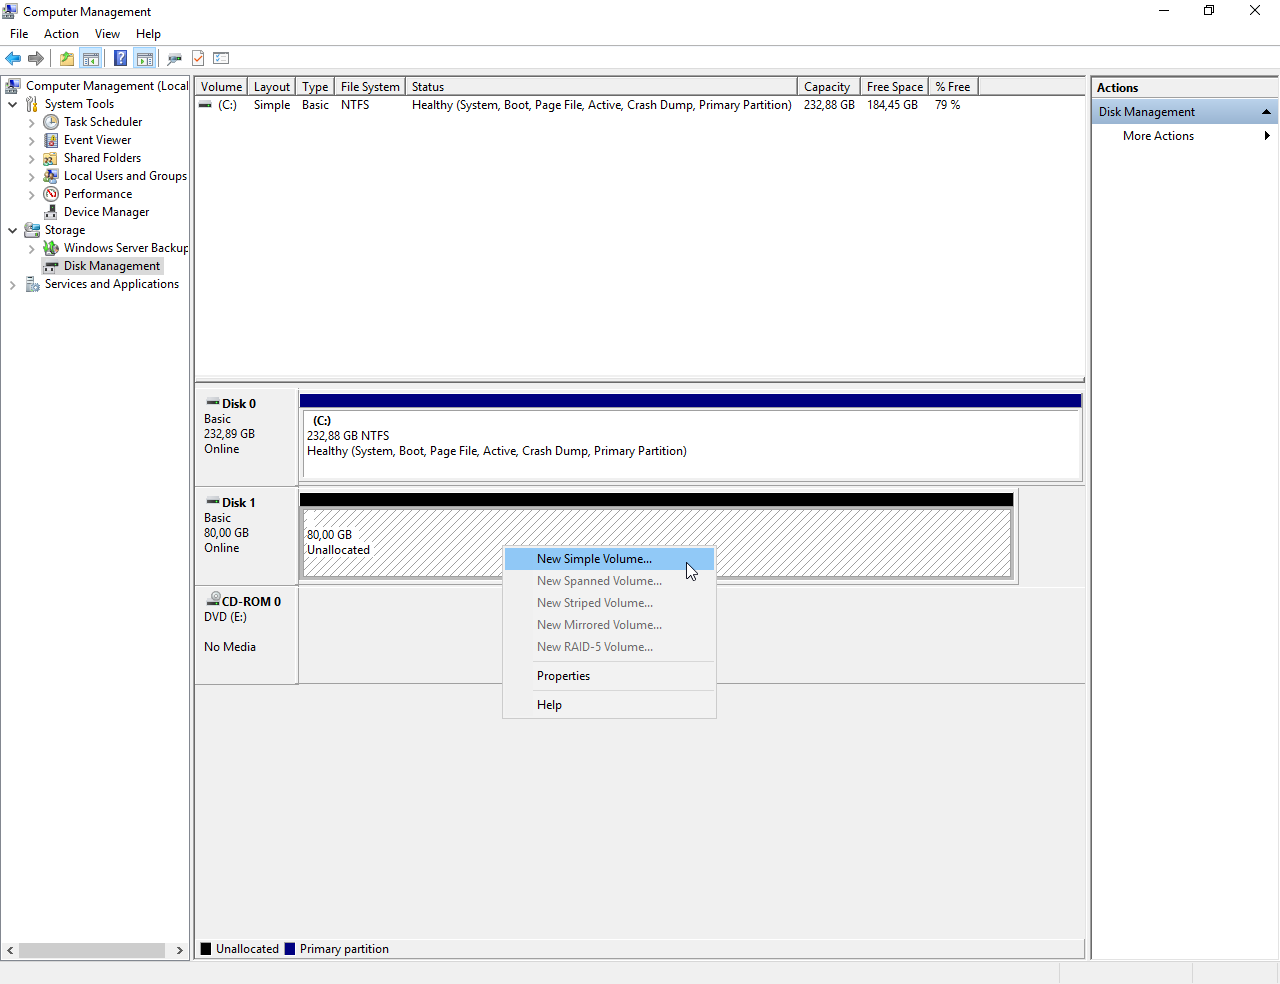 Computer Management
File Action View Help
Computer Management (Local
System Tools
Task Scheduler
Event Viewer
Shared Folders
Local Users and Groups
Performance
Device Manager
Storage
Windows Server Backup
Disk Management
Services and Applications
Volume Layout Type File System Status Capacity Free Space % Free
(C:) Simple Basic NTFS Healthy (System, Boot, Page File, Active, Crash Dump, Primary Partition) 232,88 GB 184,45 GB 79 %
Disk 0
Basic
232,89 GB
Online
(C:)
232,88 GB NTFS
Healthy (System, Boot, Page File, Active, Crash Dump, Primary Partition)
Disk 1
Basic
80,00 GB
Online
80,00 GB
Unallocated
New Simple Volume...
New Spanned Volume...
New Striped Volume...
New Mirrored Volume...
New RAID-5 Volume...
Properties
Help
CD-ROM 0
DVD (E:)
No Media
Unallocated Primary partition
Actions
Disk Management
More Actions